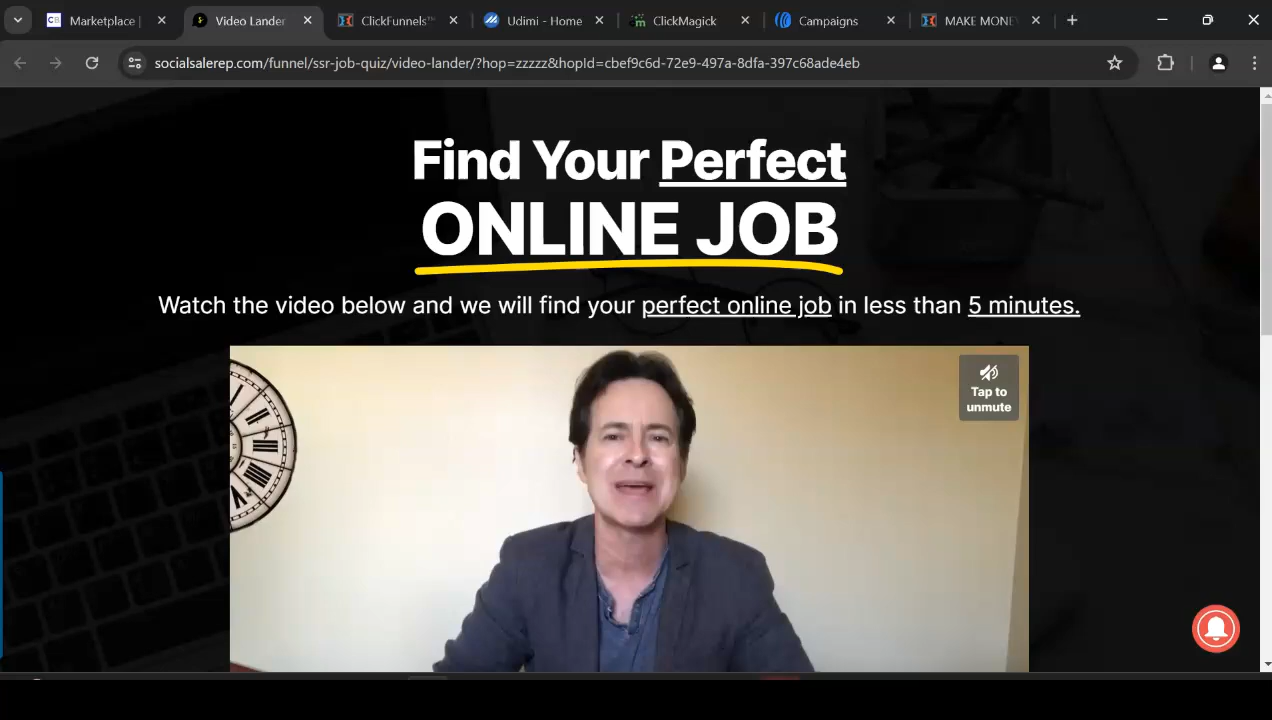 Marketplace |
Video Lander
ClickFunnels™
Udimi - Home
ClickMagick
Campaigns
MAKE MONEY
socialsalerep.com/funnel/ssr-job-quiz/video-lander/?hop=zzzzz&hopId=cbef9c6d-72e9-497a-8dfa-397c68ade4eb
Find Your Perfect
ONLINE JOB
Watch the video below and we will find your perfect online job in less than 5 minutes.
Tap to
unmute